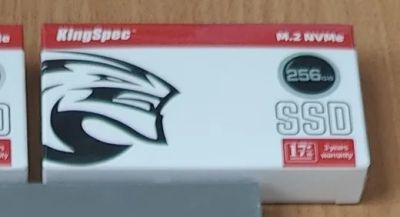 KingSpec
M.2 NVMe
256GB
SSD
3 years
warranty